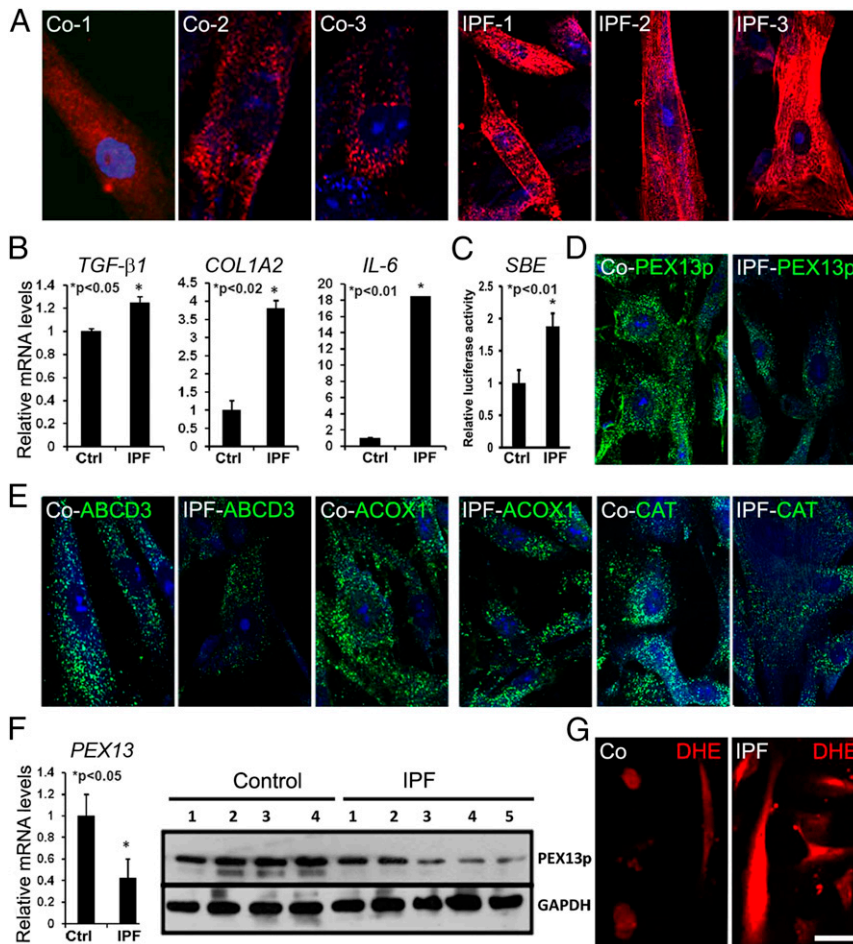 A
Co-1
Co-2
Co-3
IPF-1
IPF-2
IPF-3
B
TGF-β1
*p<0.05
*
Relative mRNA levels
1.4
1.2
1
0.8
0.6
0.4
0.2
0
Ctrl
IPF
COL1A2
*p<0.02
*
4.5
4
3.5
3
2.5
2
1.5
1
0.5
0
Ctrl
IPF
IL-6
*p<0.01
*
20
18
16
14
12
10
8
6
4
2
0
Ctrl
IPF
C
SBE
*p<0.01
*
Relative luciferase activity
2.5
2
1.5
1
0.5
0
Ctrl
IPF
D
Co-PEX13p
IPF-PEX13p
E
Co-ABCD3
IPF-ABCD3
Co-ACOX1
IPF-ACOX1
Co-CAT
IPF-CAT
F
PEX13
*p<0.05
*
Relative mRNA levels
1.4
1.2
1
0.8
0.6
0.4
0.2
0
Ctrl
IPF
Control
IPF
1 2 3 4 1 2 3 4 5
PEX13p
GAPDH
G
Co
DHE
IPF
DHE